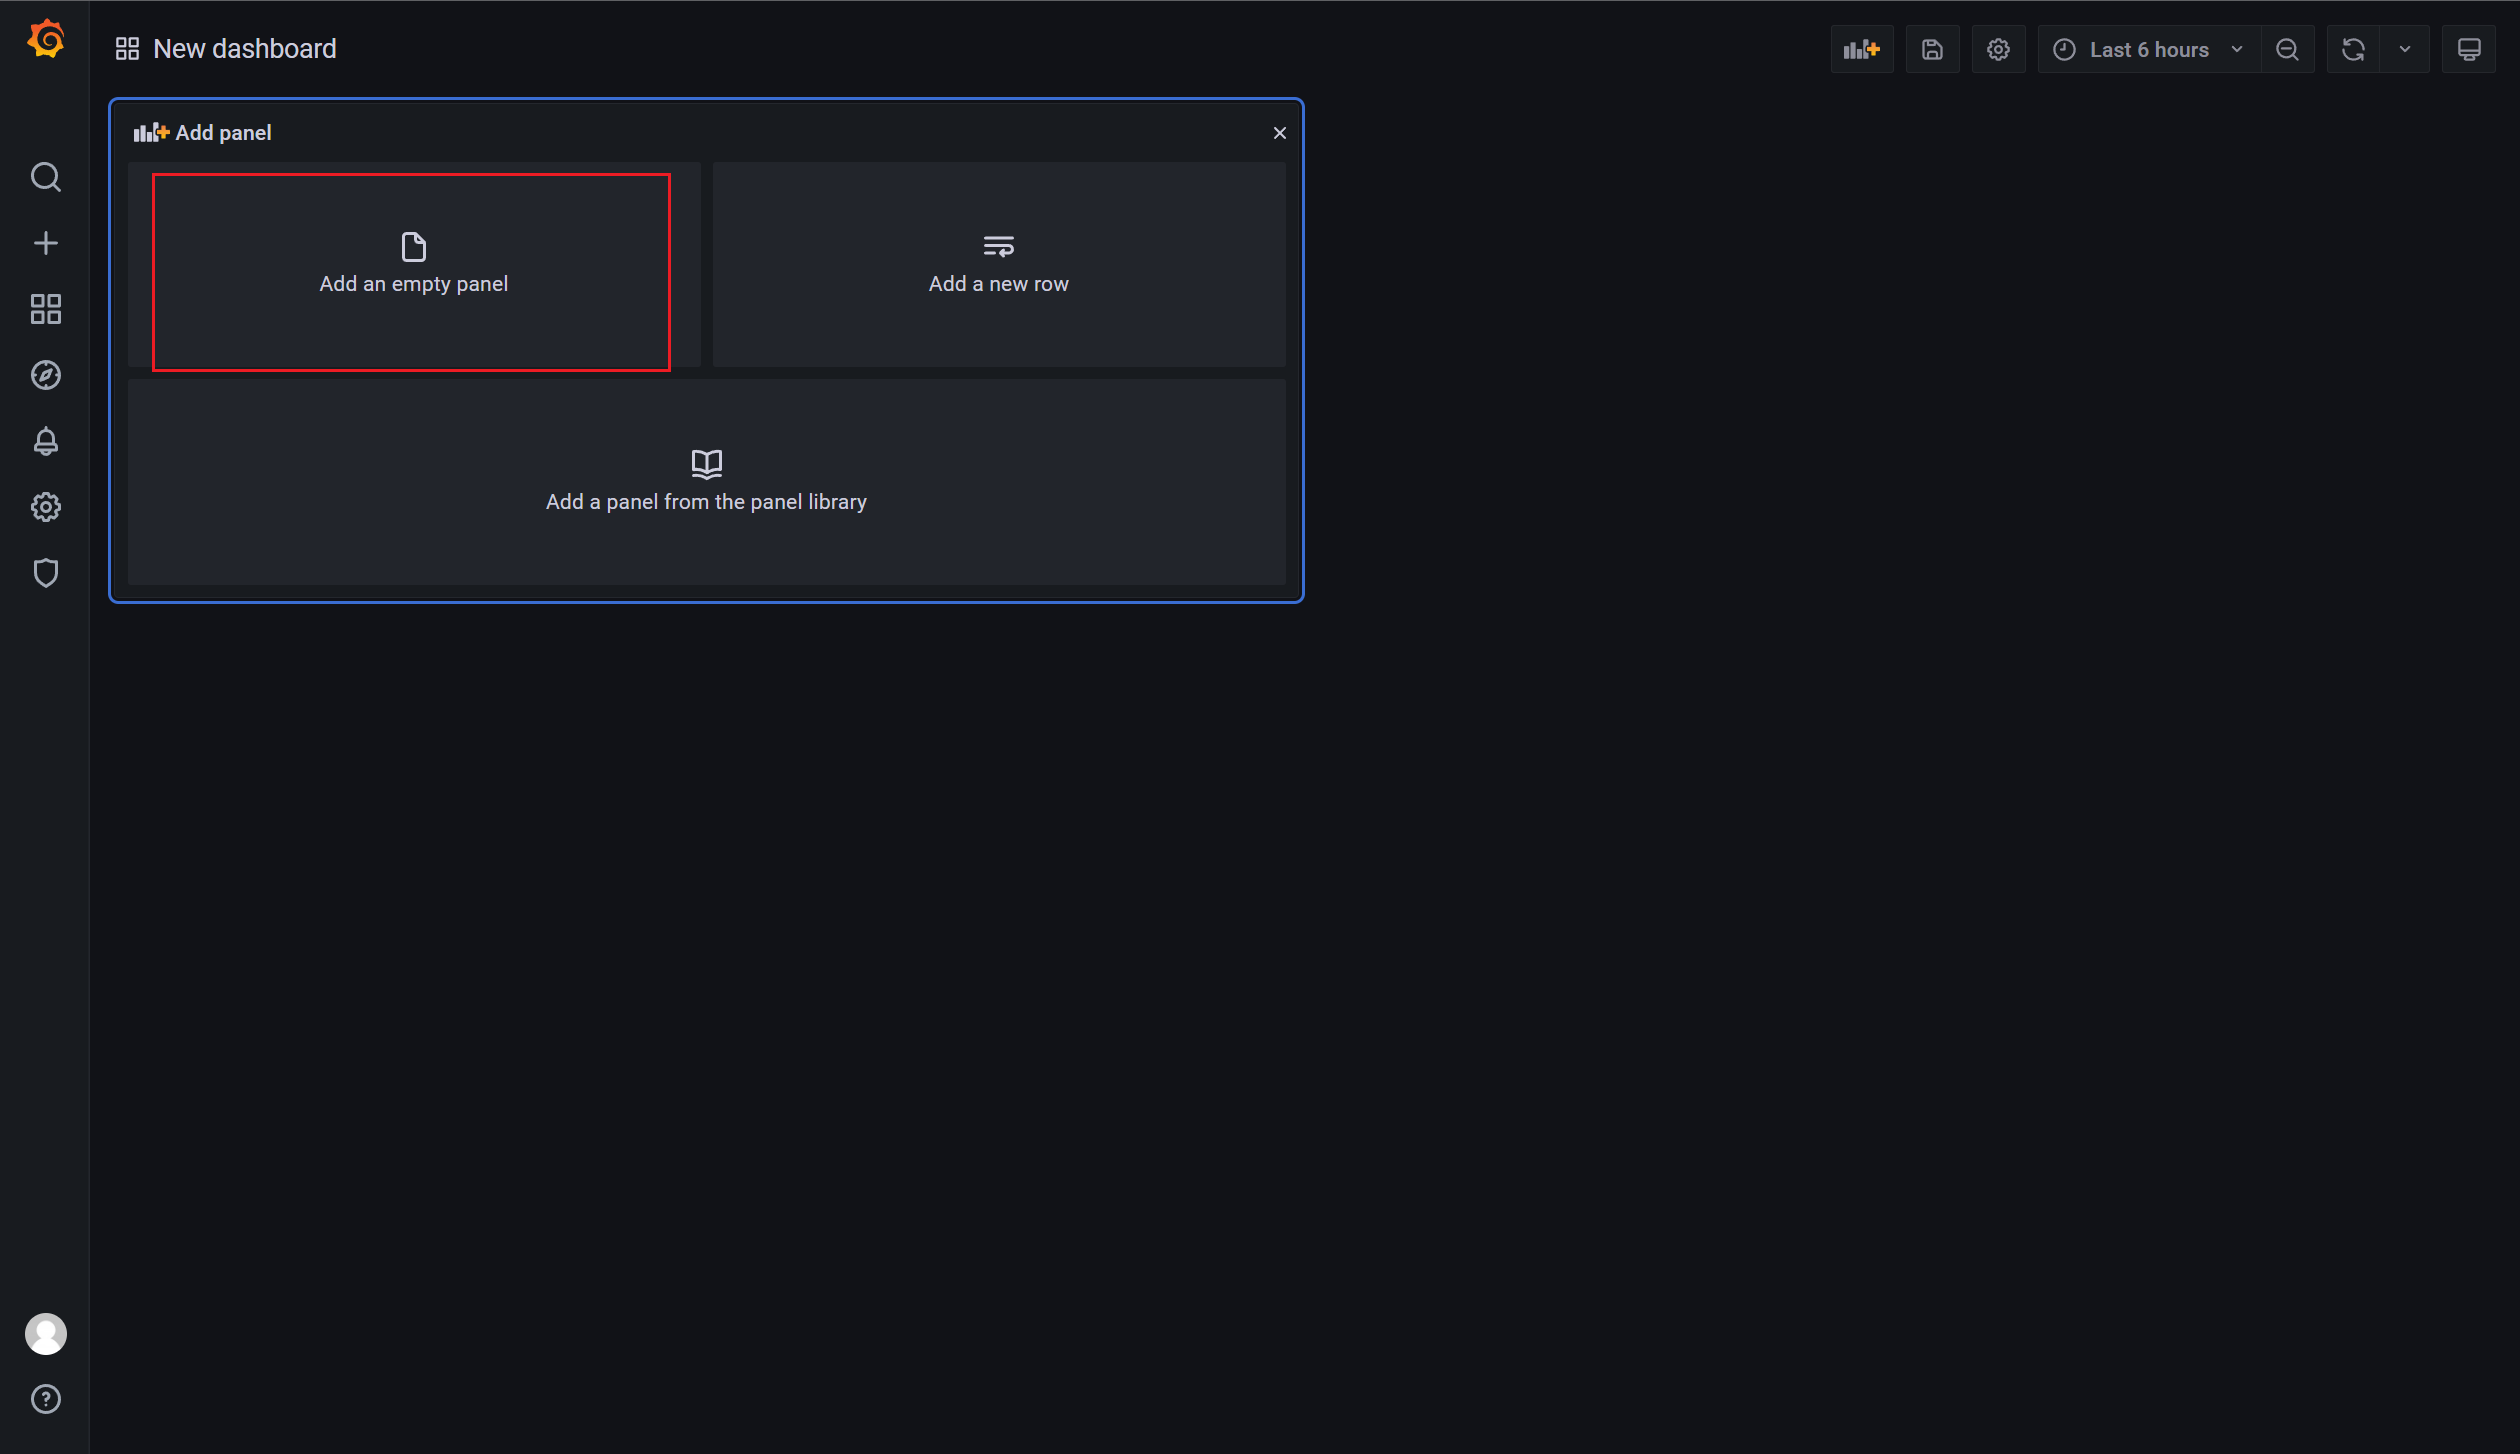 New dashboard
Last 6 hours
Add panel
Add an empty panel
Add a new row
Add a panel from the panel library